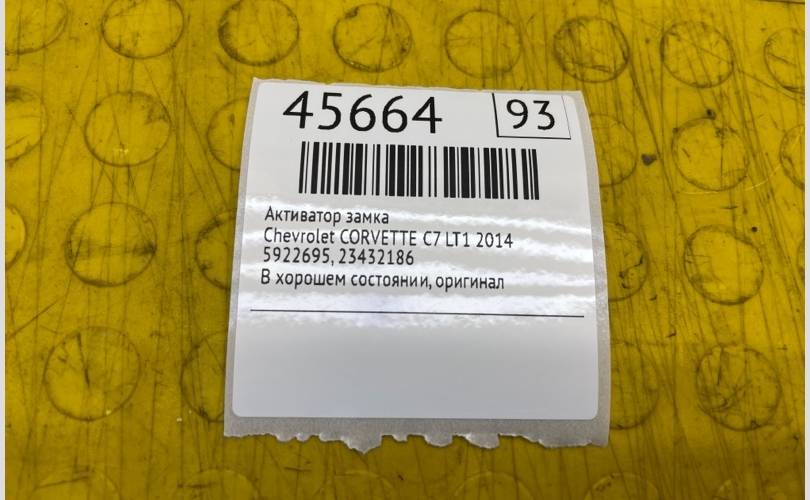 45664 93
Активатор замка
Chevrolet CORVETTE C7 LT1 2014
5922695, 23432186
В хорошем состоянии, оригинал